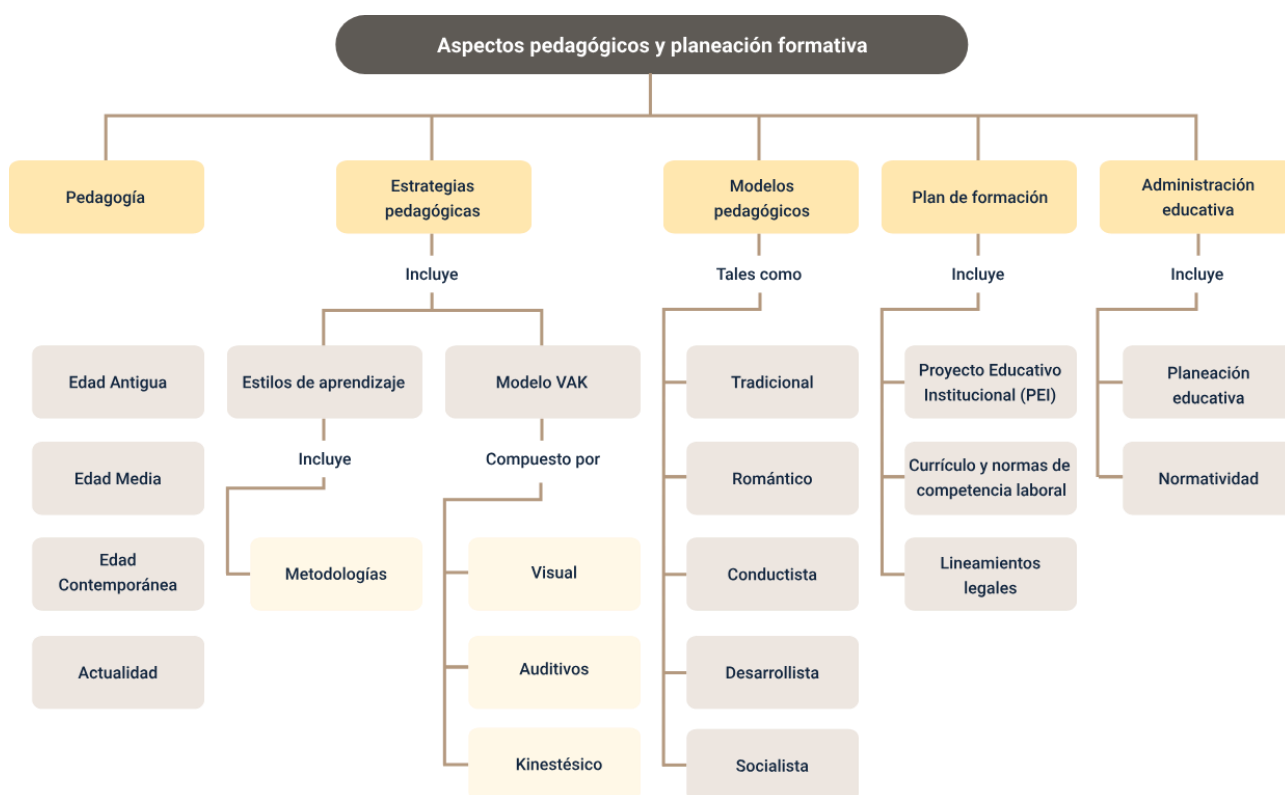 Aspectos pedagógicos y planeación formativa
Pedagogía
Estrategias
pedagógicas
Modelos
pedagógicos
Plan de formación
Administración
educativa
Incluye
Tales como
Incluye
Incluye
Edad Antigua
Estilos de aprendizaje
Modelo VAK
Tradicional
Proyecto Educativo
Institucional (PEI)
Planeación
educativa
Edad Media
Incluye
Compuesto por
Romántico
Currículo y normas de
competencia laboral
Normatividad
Edad
Contemporánea
Metodologías
Visual
Conductista
Lineamientos
legales
Actualidad
Auditivos
Desarrollista
Kinestésico
Socialista